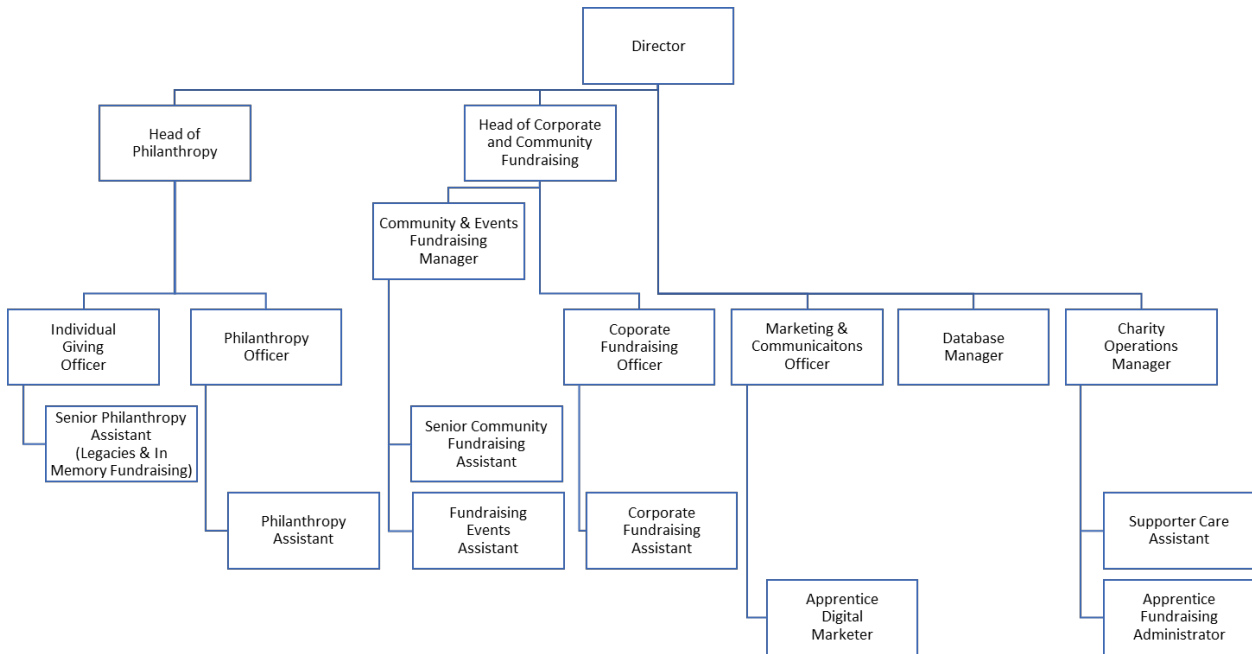 Director
Head of
Philanthropy
Head of Corporate
and Community
Fundraising
Community & Events
Fundraising
Manager
Individual
Giving
Officer
Philanthropy
Officer
Coporate
Fundraising
Officer
Marketing &
Communicaitons
Officer
Database
Manager
Charity
Operations
Manager
Senior Philanthropy
Assistant
(Legacies & In
Memory Fundraising)
Senior Community
Fundraising
Assistant
Philanthropy
Assistant
Fundraising
Events
Assistant
Corporate
Fundraising
Assistant
Supporter Care
Assistant
Apprentice
Digital
Marketer
Apprentice
Fundraising
Administrator